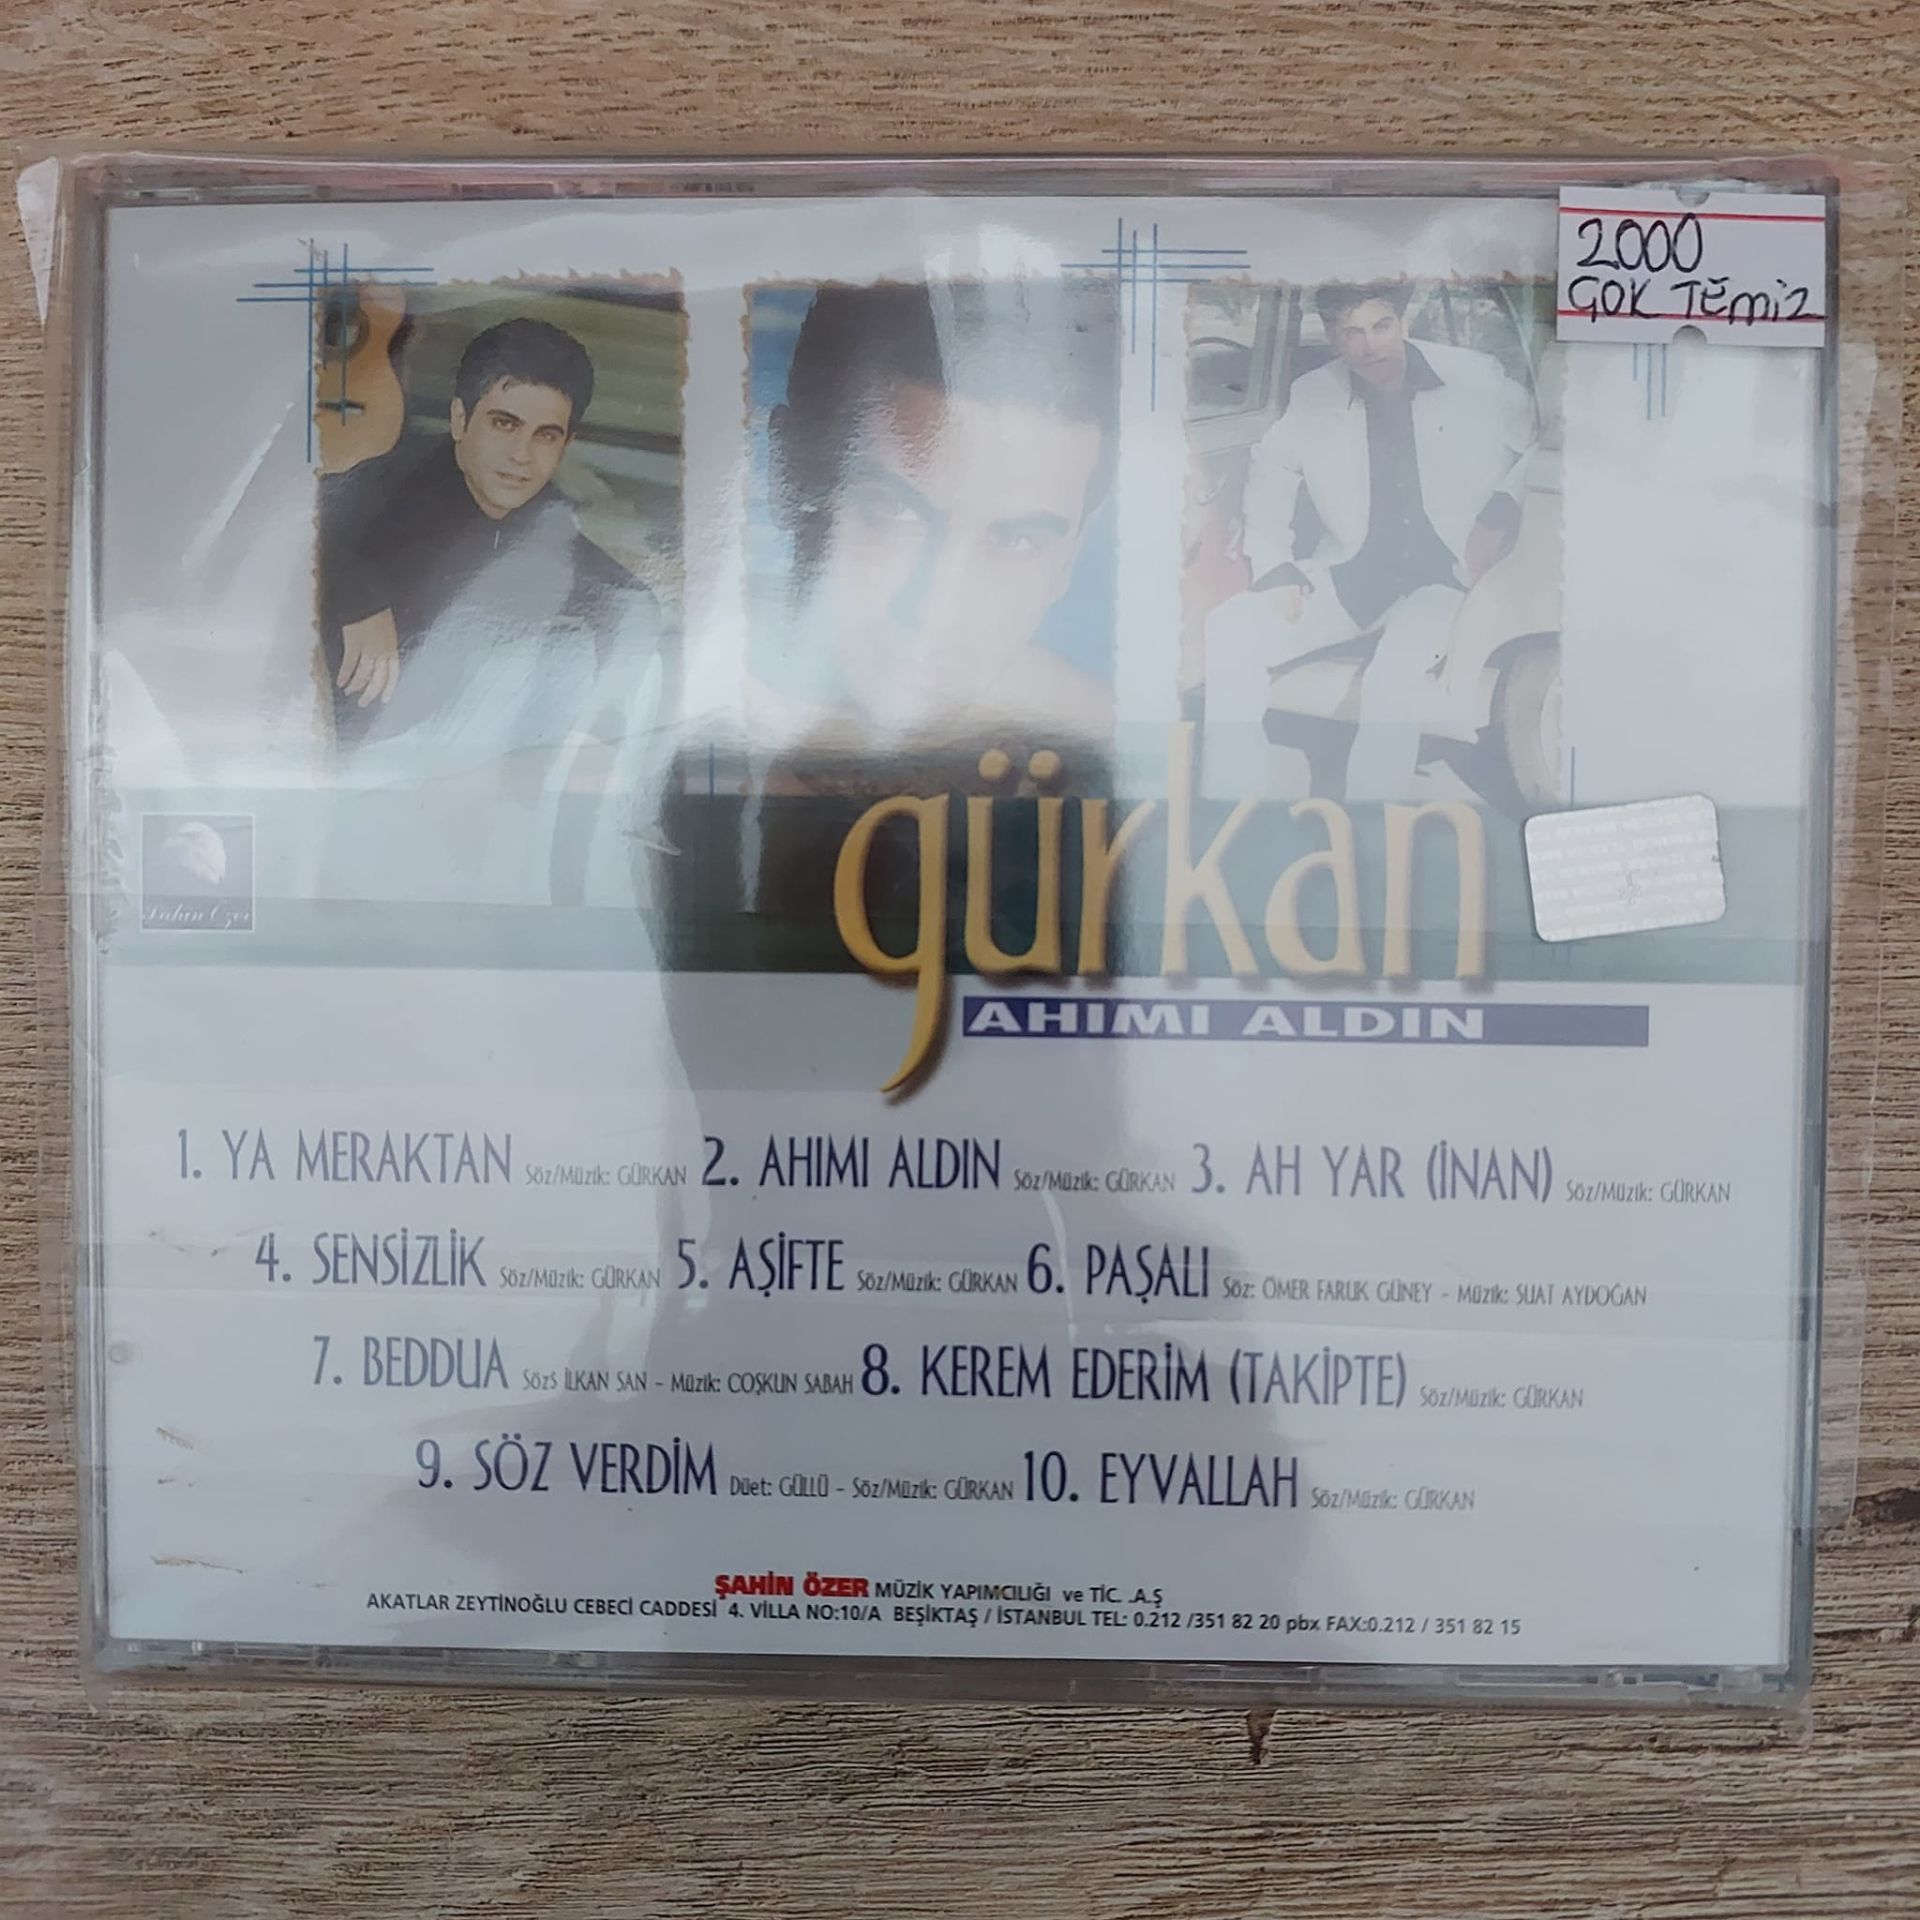 2000
ÇOK TEmiz
gürkan
Şahin Özer
AHIMI ALDIN
1. YA MERAKTAN Söz/Müzik: GÜRKAN 2. AHIMI ALDIN Söz/Müzik: GÜRKAN 3. AH YAR (İNAN) Söz/Müzik: GÜRKAN
4. SENSİZLİK Söz/Müzik: GÜRKAN 5. AŞİFTE Söz/Müzik: GÜRKAN 6. PAŞALI Söz: ÖMER FARUK GÜNEY - Müzik: SUAT AYDOĞAN
7. BEDDUA SözS İLKAN SAN - Müzik: COŞKUN SABAH 8. KEREM EDERİM (TAKİPTE) Söz/Müzik: GÜRKAN
9. SÖZ VERDİM Düet: GÜLLÜ - Söz/Müzik: GÜRKAN 10. EYVALLAH Söz/Müzik: GÜRKAN
ŞAHİN ÖZER MÜZİK YAPIMCILIĞI ve TİC. .A.Ş
AKATLAR ZEYTİNOĞLU CEBECİ CADDESİ 4. VİLLA NO:10/A BEŞİKTAŞ / İSTANBUL TEL: 0.212 /351 82 20 pbx FAX:0.212 / 351 82 15